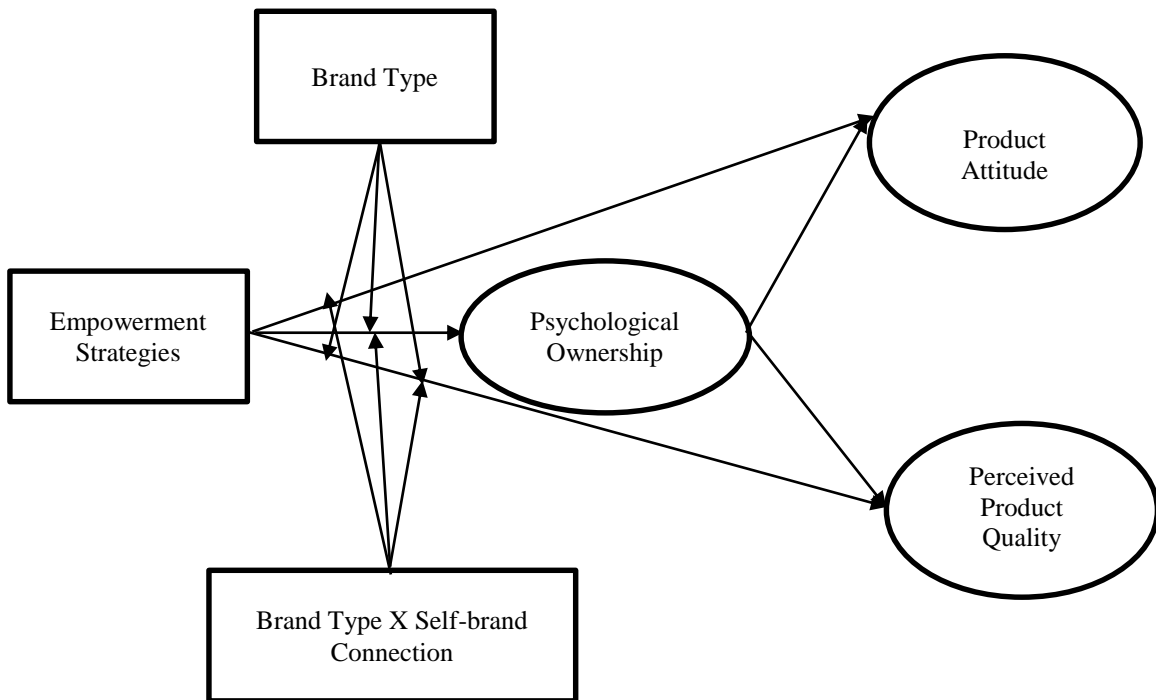 Brand Type
Product
Attitude
Empowerment
Strategies
Psychological
Ownership
Perceived
Product
Quality
Brand Type X Self-brand
Connection